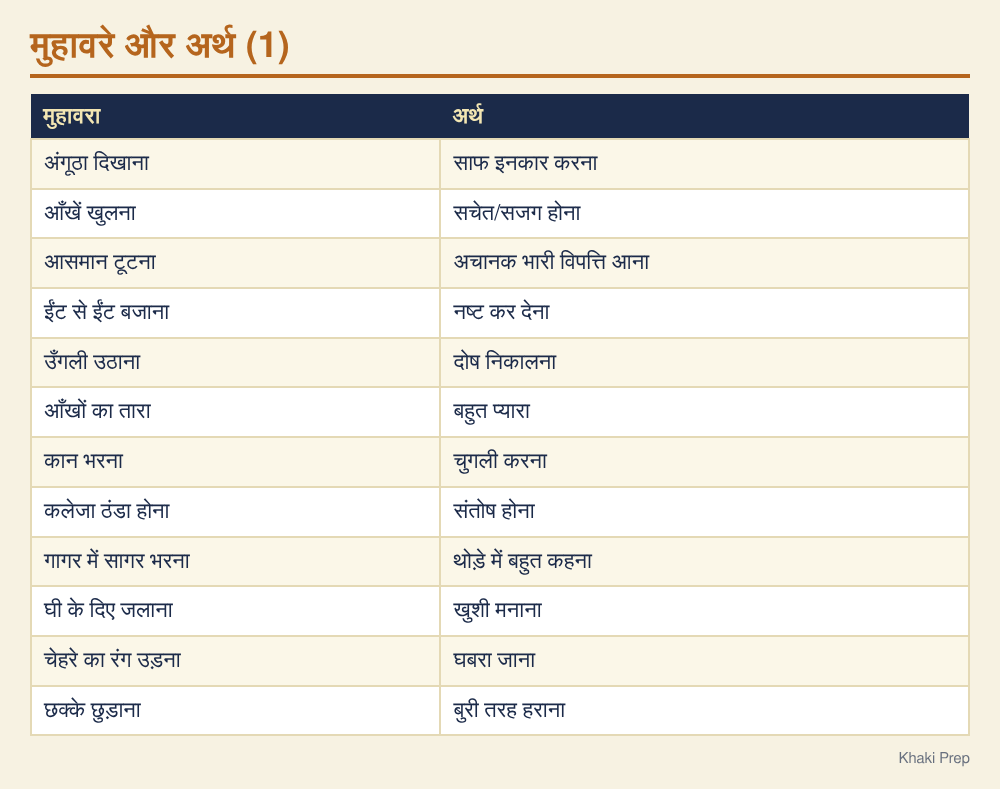 मुहावरे और अर्थ (1)
मुहावरा अर्थ
अंगूठा दिखाना साफ इनकार करना
आँखें खुलना सचेत/सजग होना
आसमान टूटना अचानक भारी विपत्ति आना
ईंट से ईंट बजाना नष्ट कर देना
उँगली उठाना दोष निकालना
आँखों का तारा बहुत प्यारा
कान भरना चुगली करना
कलेजा ठंडा होना संतोष होना
गागर में सागर भरना थोड़े में बहुत कहना
घी के दिए जलाना खुशी मनाना
चेहरे का रंग उड़ना घबरा जाना
छक्के छुड़ाना बुरी तरह हराना
Khaki Prep